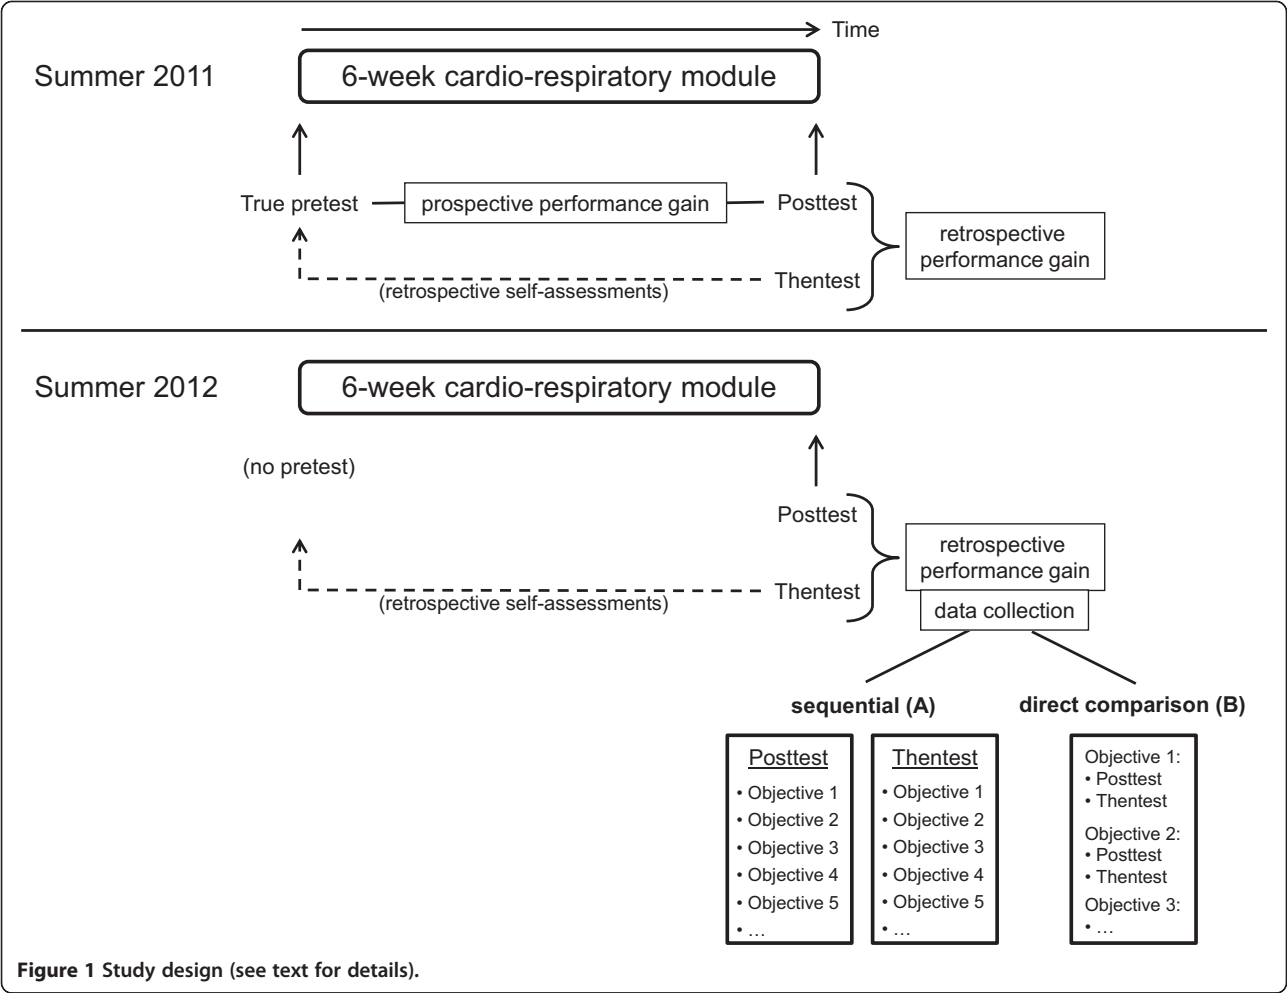 Time
Summer 2011
6-week cardio-respiratory module
True pretest
prospective performance gain
Posttest
retrospective
performance gain
Thentest
(retrospective self-assessments)
Summer 2012
6-week cardio-respiratory module
(no pretest)
Posttest
retrospective
performance gain
Thentest
(retrospective self-assessments)
data collection
sequential (A)
direct comparison (B)
Posttest
• Objective 1
• Objective 2
• Objective 3
• Objective 4
• Objective 5
• ...
Thentest
• Objective 1
• Objective 2
• Objective 3
• Objective 4
• Objective 5
• ...
Objective 1:
• Posttest
• Thentest
Objective 2:
• Posttest
• Thentest
Objective 3:
• ...
Figure 1 Study design (see text for details).